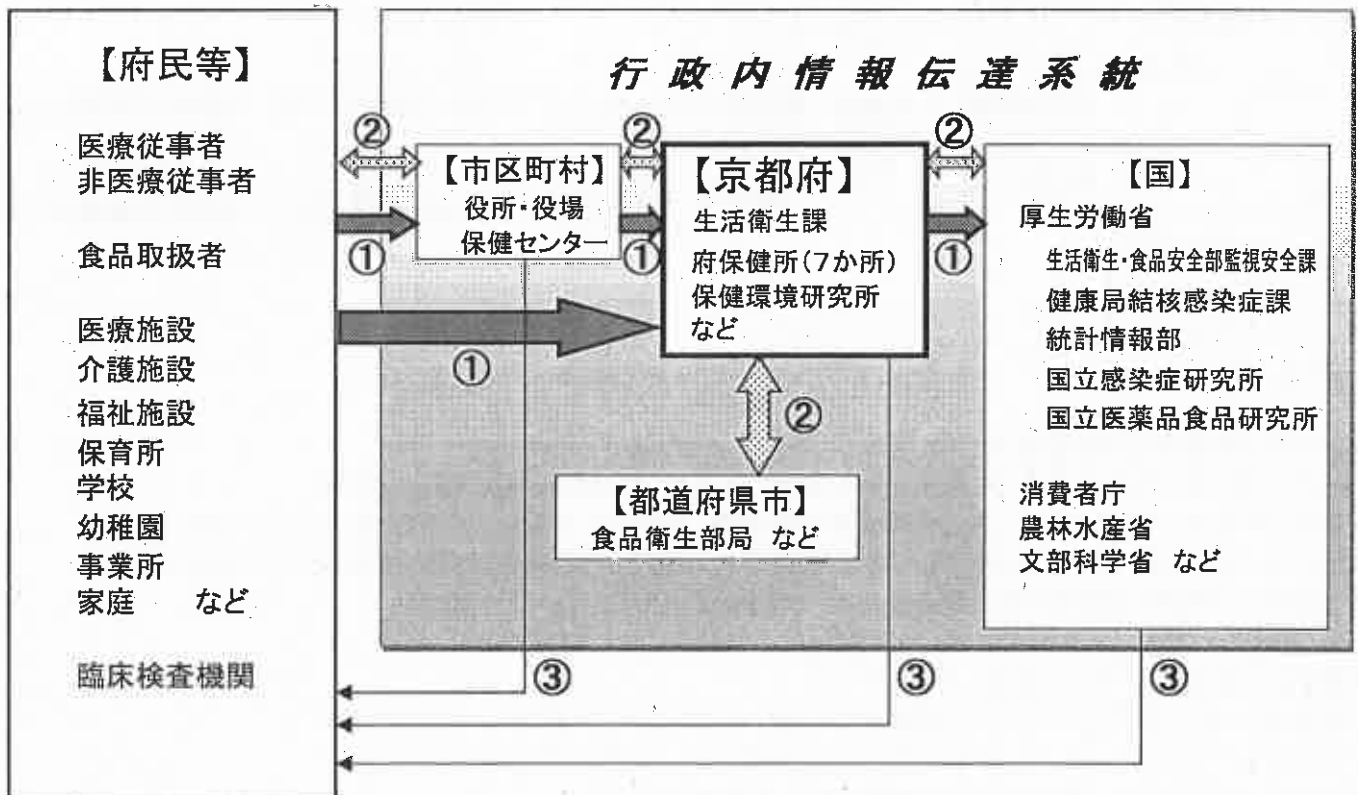 【府民等】
医療従事者
非医療従事者
食品取扱者
医療施設
介護施設
福祉施設
保育所
学校
幼稚園
事業所
家庭 など
臨床検査機関
行政内情報伝達系統
②
②
②
①
①
①
①
②
③
③
③
【市区町村】
役所・役場
保健センター
【京都府】
生活衛生課
府保健所(7か所)
保健環境研究所
など
【都道府県市】
食品衛生部局 など
【国】
厚生労働省
生活衛生・食品安全部監視安全課
健康局結核感染症課
統計情報部
国立感染症研究所
国立医薬品食品研究所
消費者庁
農林水産省
文部科学省 など